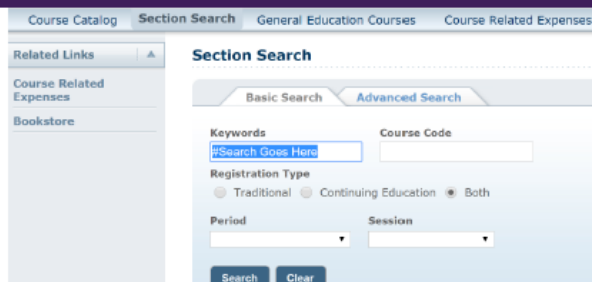 Course Catalog Section Search General Education Courses Course Related Expenses
Related Links
Section Search
Course Related
Expenses
Bookstore
Basic Search Advanced Search
Keywords Course Code
#Search Goes Here
Registration Type
Traditional Continuing Education Both
Period Session
Search Clear